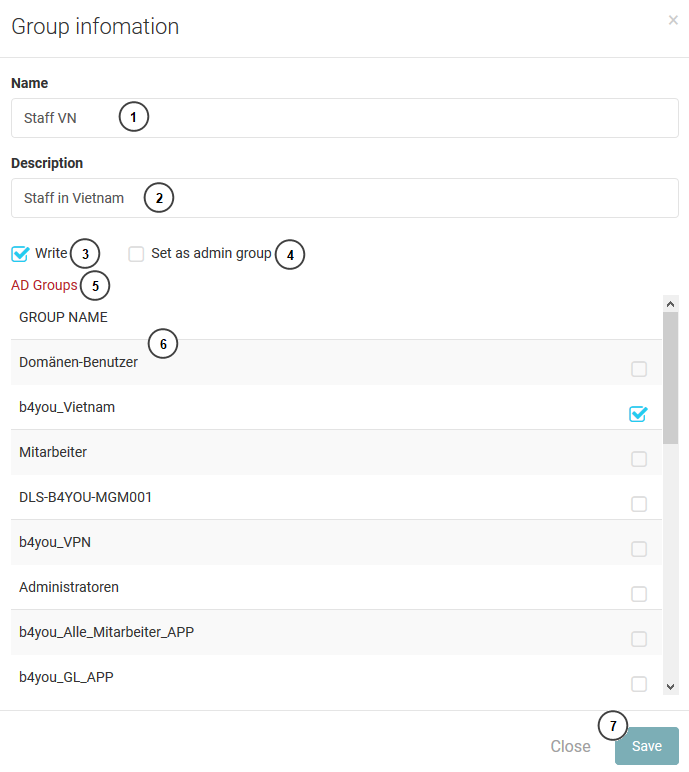 Group infomation ×
Name
Staff VN 1
Description
Staff in Vietnam 2
Write 3 Set as admin group 4
AD Groups 5
GROUP NAME
6
Domänen-Benutzer
b4you_Vietnam
Mitarbeiter
DLS-B4YOU-MGM001
b4you_VPN
Administratoren
b4you_Alle_Mitarbeiter_APP
b4you_GL_APP
7
Close Save